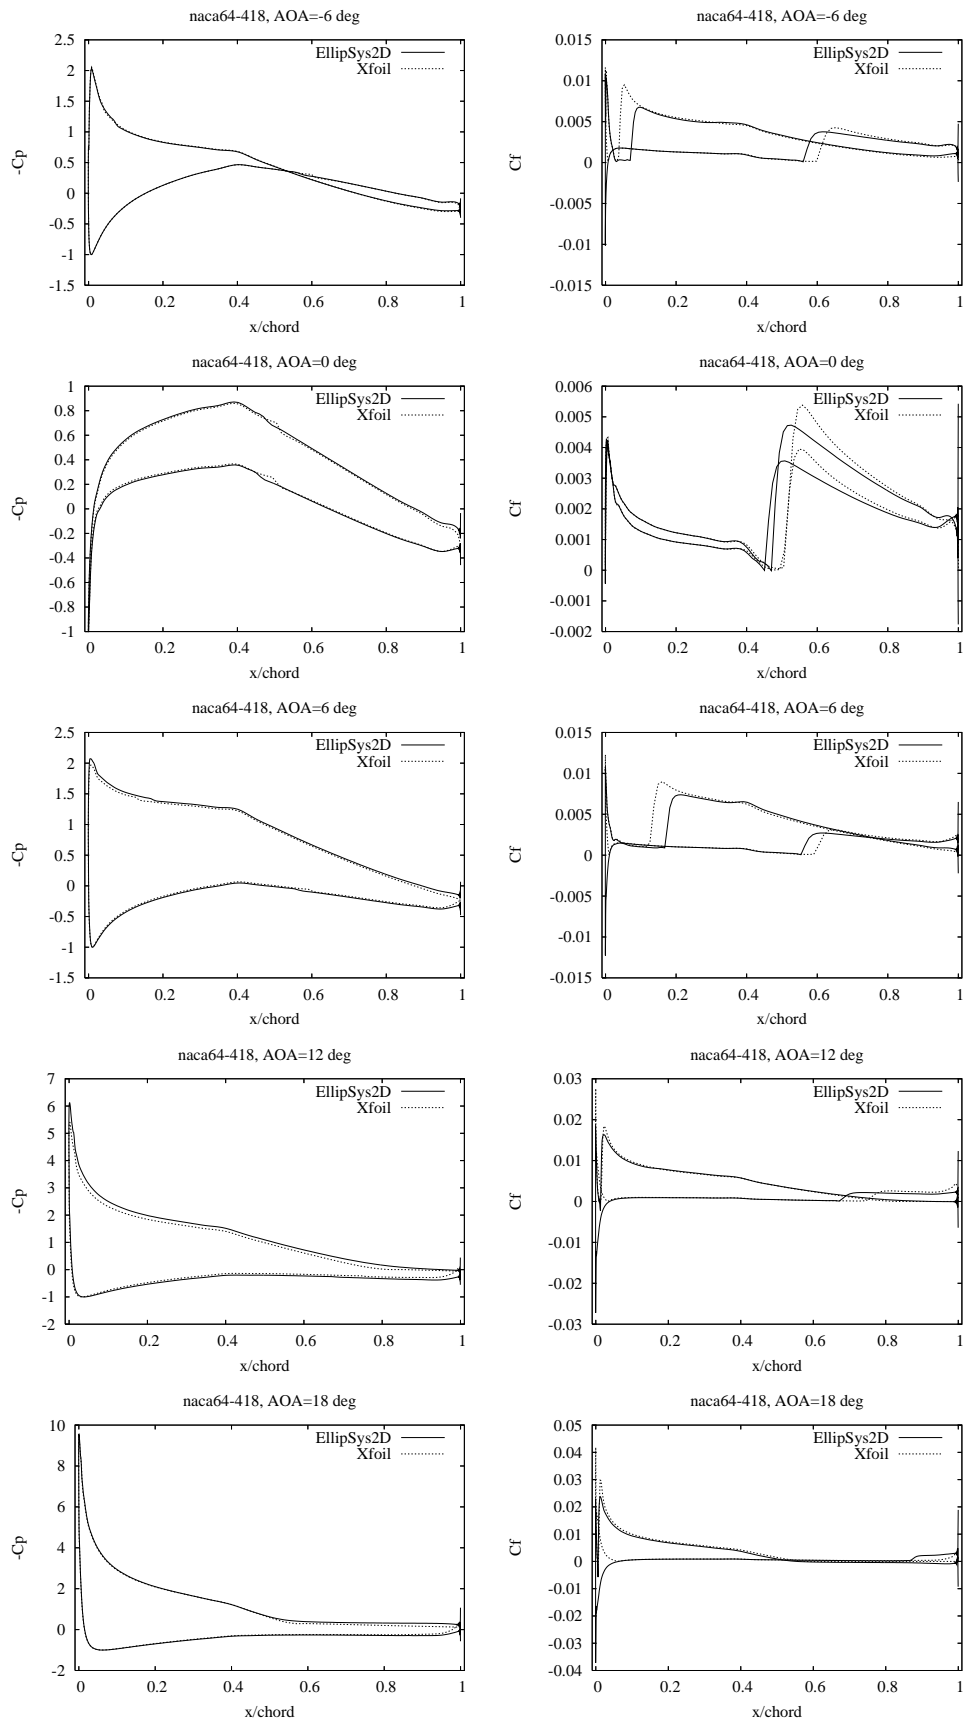 naca64-418, AOA=-6 deg
EllipSys2D
Xfoil
-Cp
2.5
2
1.5
1
0.5
0
-0.5
-1
-1.5
0 0.2 0.4 0.6 0.8 1
x/chord
naca64-418, AOA=-6 deg
EllipSys2D
Xfoil
Cf
0.015
0.01
0.005
0
-0.005
-0.01
-0.015
0 0.2 0.4 0.6 0.8 1
x/chord
naca64-418, AOA=0 deg
EllipSys2D
Xfoil
-Cp
1
0.8
0.6
0.4
0.2
0
-0.2
-0.4
-0.6
-0.8
-1
0 0.2 0.4 0.6 0.8 1
x/chord
naca64-418, AOA=0 deg
EllipSys2D
Xfoil
Cf
0.006
0.005
0.004
0.003
0.002
0.001
0
-0.001
-0.002
0 0.2 0.4 0.6 0.8 1
x/chord
naca64-418, AOA=6 deg
EllipSys2D
Xfoil
-Cp
2.5
2
1.5
1
0.5
0
-0.5
-1
-1.5
0 0.2 0.4 0.6 0.8 1
x/chord
naca64-418, AOA=6 deg
EllipSys2D
Xfoil
Cf
0.015
0.01
0.005
0
-0.005
-0.01
-0.015
0 0.2 0.4 0.6 0.8 1
x/chord
naca64-418, AOA=12 deg
EllipSys2D
Xfoil
-Cp
7
6
5
4
3
2
1
0
-1
-2
0 0.2 0.4 0.6 0.8 1
x/chord
naca64-418, AOA=12 deg
EllipSys2D
Xfoil
Cf
0.03
0.02
0.01
0
-0.01
-0.02
-0.03
0 0.2 0.4 0.6 0.8 1
x/chord
naca64-418, AOA=18 deg
EllipSys2D
Xfoil
-Cp
10
8
6
4
2
0
-2
0 0.2 0.4 0.6 0.8 1
x/chord
naca64-418, AOA=18 deg
EllipSys2D
Xfoil
Cf
0.05
0.04
0.03
0.02
0.01
0
-0.01
-0.02
-0.03
-0.04
0 0.2 0.4 0.6 0.8 1
x/chord